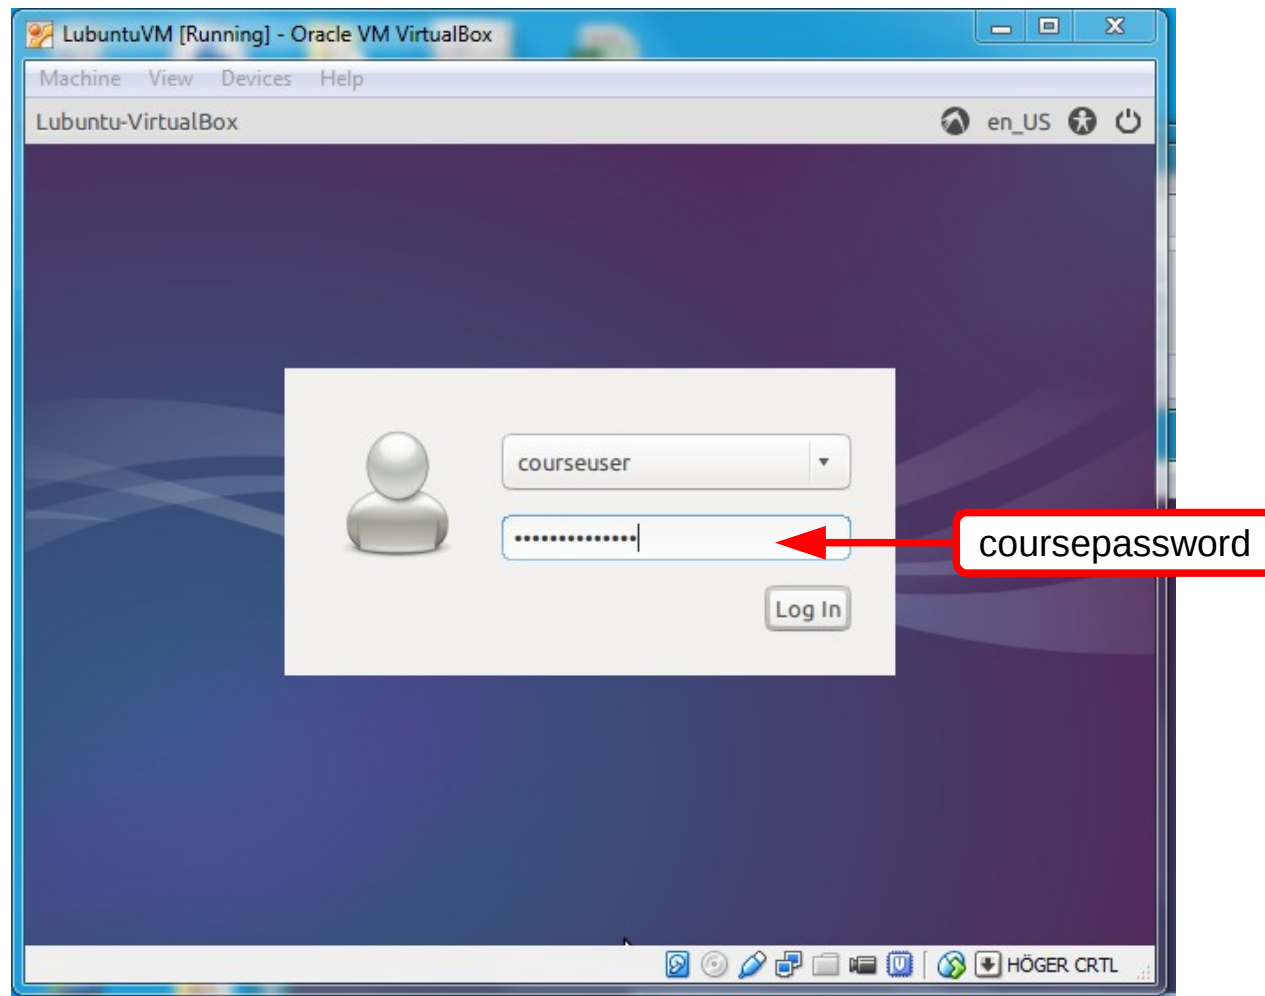 LubuntuVM [Running] - Oracle VM VirtualBox
Machine View Devices Help
Lubuntu-VirtualBox en_US
courseuser
••••••••••••••
coursepassword
Log In
HÖGER CRTL